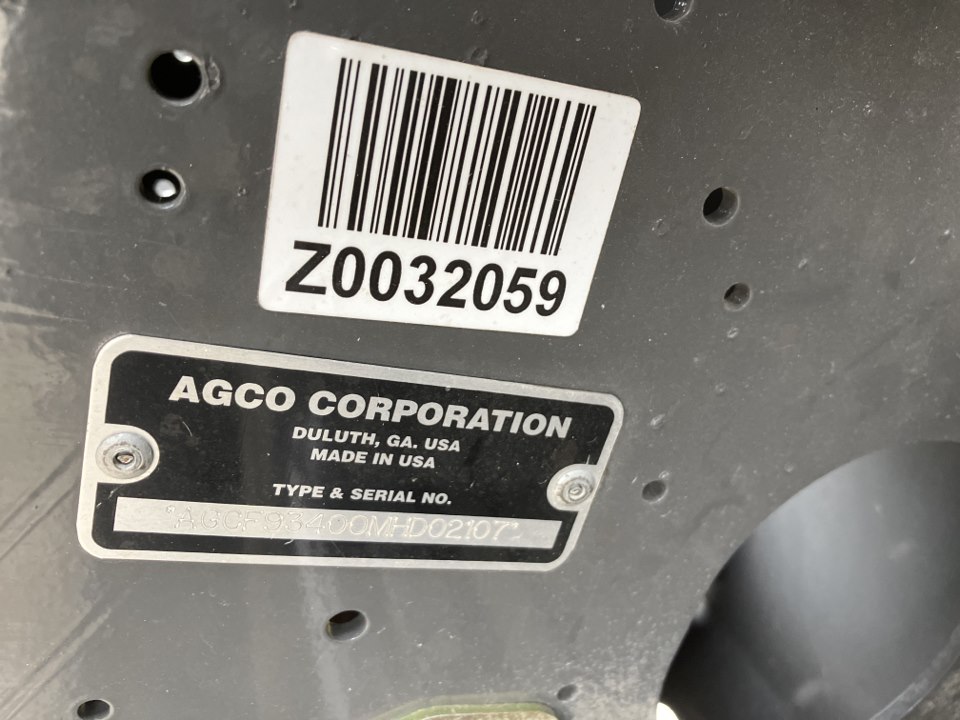 Z0032059
AGCO CORPORATION
DULUTH, GA. USA
MADE IN USA
TYPE & SERIAL NO.
*AGCF93400MHD02107*